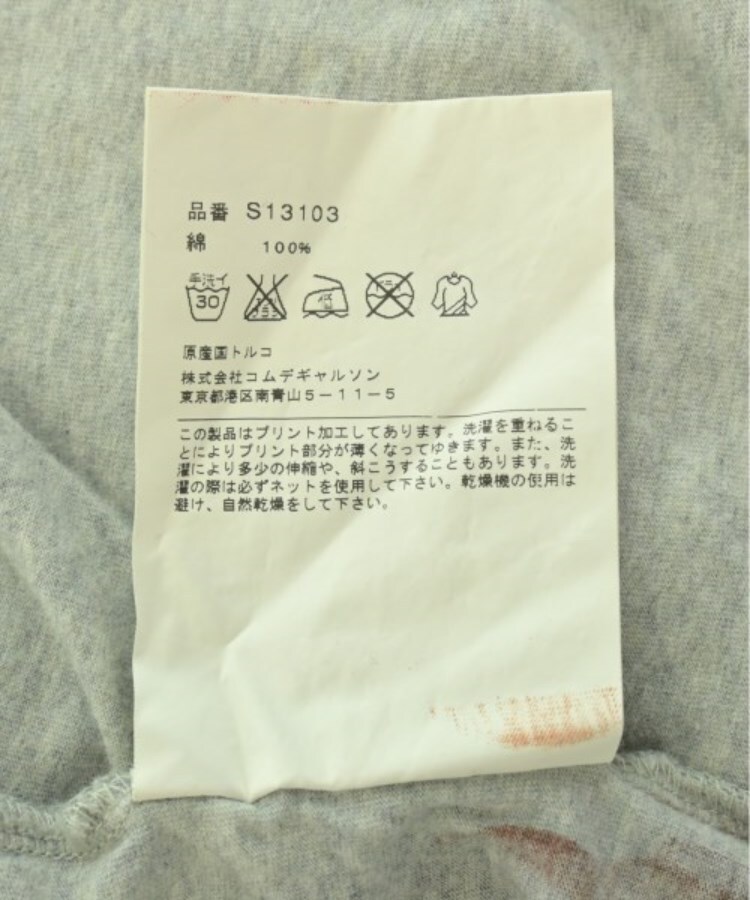 品番 S13103
綿 100%
手洗イ
30
原産国トルコ
株式会社コムデギャルソン
東京都港区南青山5-11-5
この製品はプリント加工してあります。洗濯を重ねるこ
とによりプリント部分が薄くなってゆきます。また、洗
濯により多少の伸縮や、斜こうすることもあります。洗
濯の際は必ずネットを使用して下さい。乾燥機の使用は
避け、自然乾燥をして下さい。